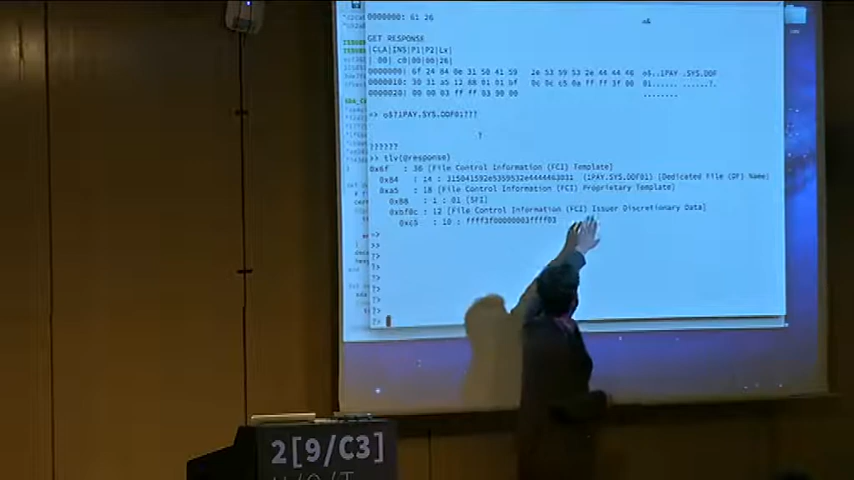 0000000: 61 26
GET RESPONSE
|CLA|INS|P1|P2|Lx|
| 00| c0|00|00|26|
0000000: 6f 24 84 0e 31 50 41 59 2e 53 59 53 2e 44 44 46 o$..1PAY.SYS.DDF
0000010: 30 31 a5 12 88 01 01 bf 0c 0c c5 0a ff ff 3f 00 01............?.
0000020: 00 03 ff ff 03 90 00 ........
=> o$?1PAY.SYS.DDF01????
?
??????
?> tlv(@response)
0x6f : 36 [File Control Information (FCI) Template]
0x84 : 14 : 315041592e5359532e4444463031 (1PAY.SYS.DDF01) [Dedicated File (DF) Name]
0xa5 : 18 [File Control Information (FCI) Proprietary Template]
0x88 : 1 : 01 [SFI]
0xbf0c : 12 [File Control Information (FCI) Issuer Discretionary Data]
0xc5 : 10 : ffff3f00000003ffff03
?>
?>
?>
?>
?>
?>
?>
?>
2[9/C3]